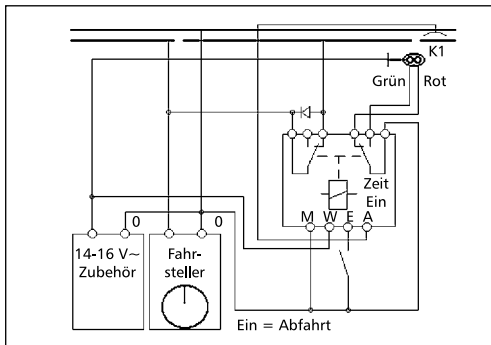 K1
Grün Rot
Zeit
Ein
M W E A
0 0
14-16 V~
Zubehör
Fahr-
steller
Ein = Abfahrt